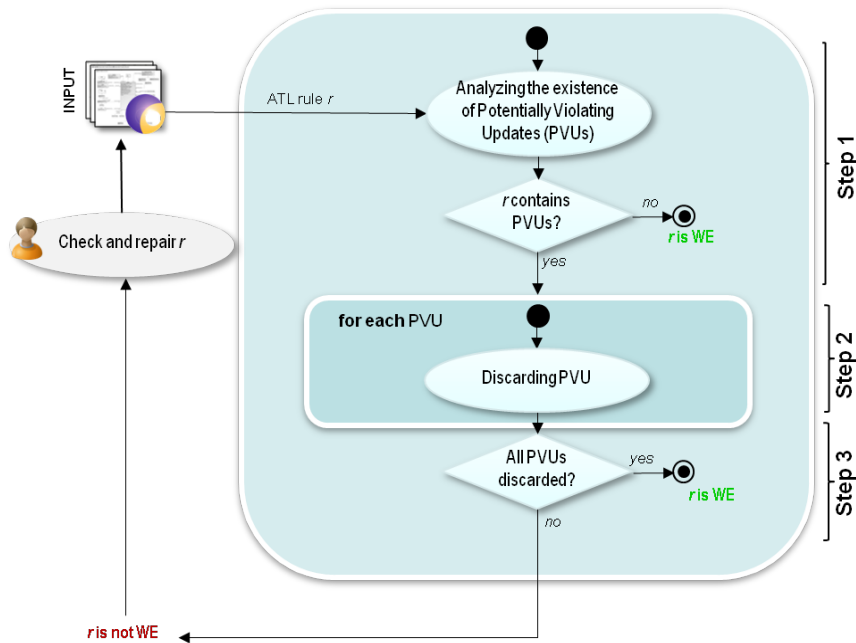 INPUT
ATL rule r
Analyzing the existence
of Potentially Violating
Updates (PVUs)
Step 1
r contains
PVUs?
no
r is WE
Check and repair r
yes
for each PVU
Discarding PVU
Step 2
All PVUs
discarded?
yes
r is WE
Step 3
no
r is not WE